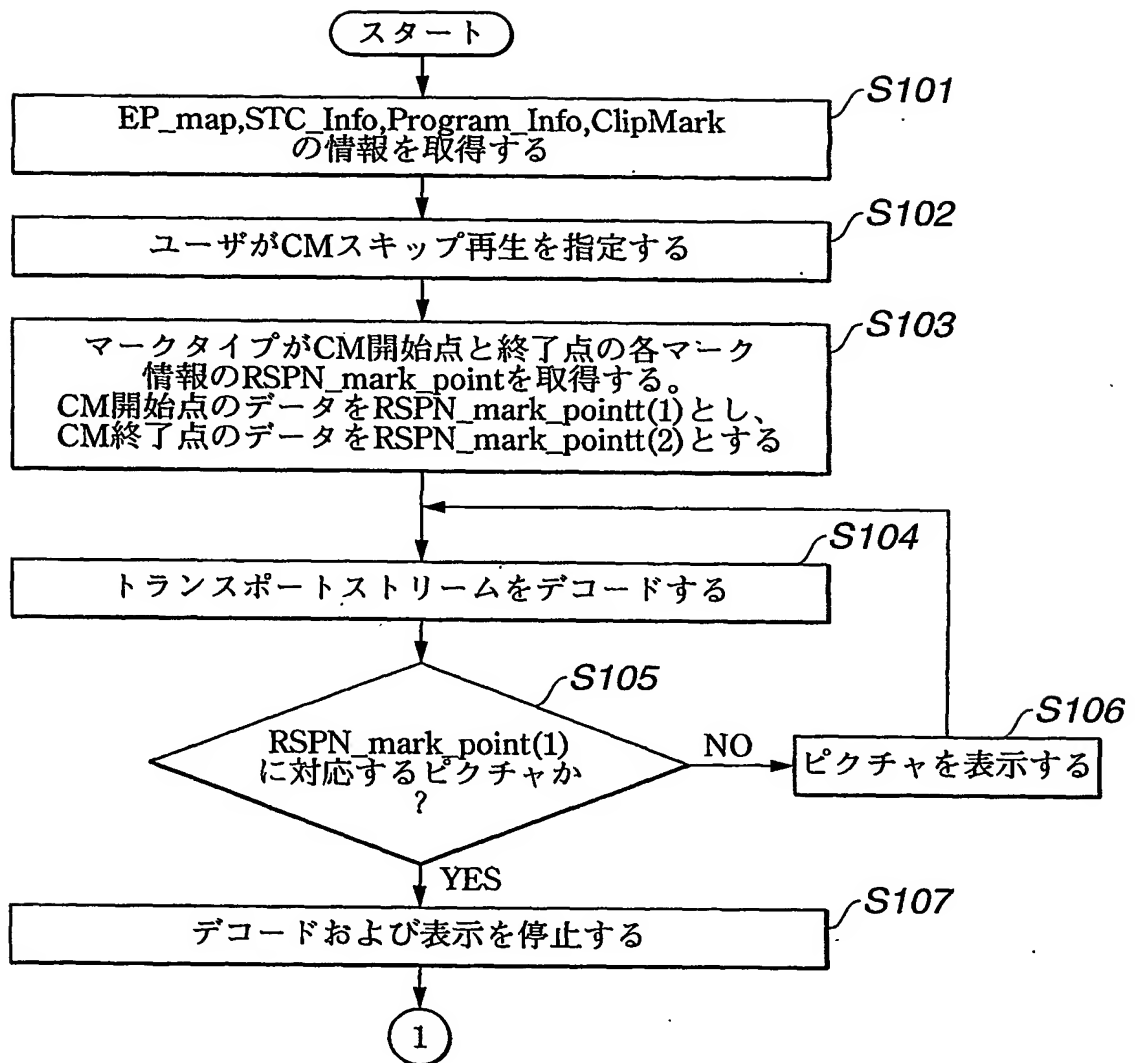 スタート
S101
EP_map,STC_Info,Program_Info,ClipMark
の情報を取得する
S102
ユーザがCMスキップ再生を指定する
S103
マークタイプがCM開始点と終了点の各マーク
情報のRSPN_mark_pointを取得する。
CM開始点のデータをRSPN_mark_pointt(1)とし、
CM終了点のデータをRSPN_mark_pointt(2)とする
S104
トランスポートストリームをデコードする
S105
RSPN_mark_point(1)
に対応するピクチャか
?
NO
S106
ピクチャを表示する
YES
S107
デコードおよび表示を停止する
1